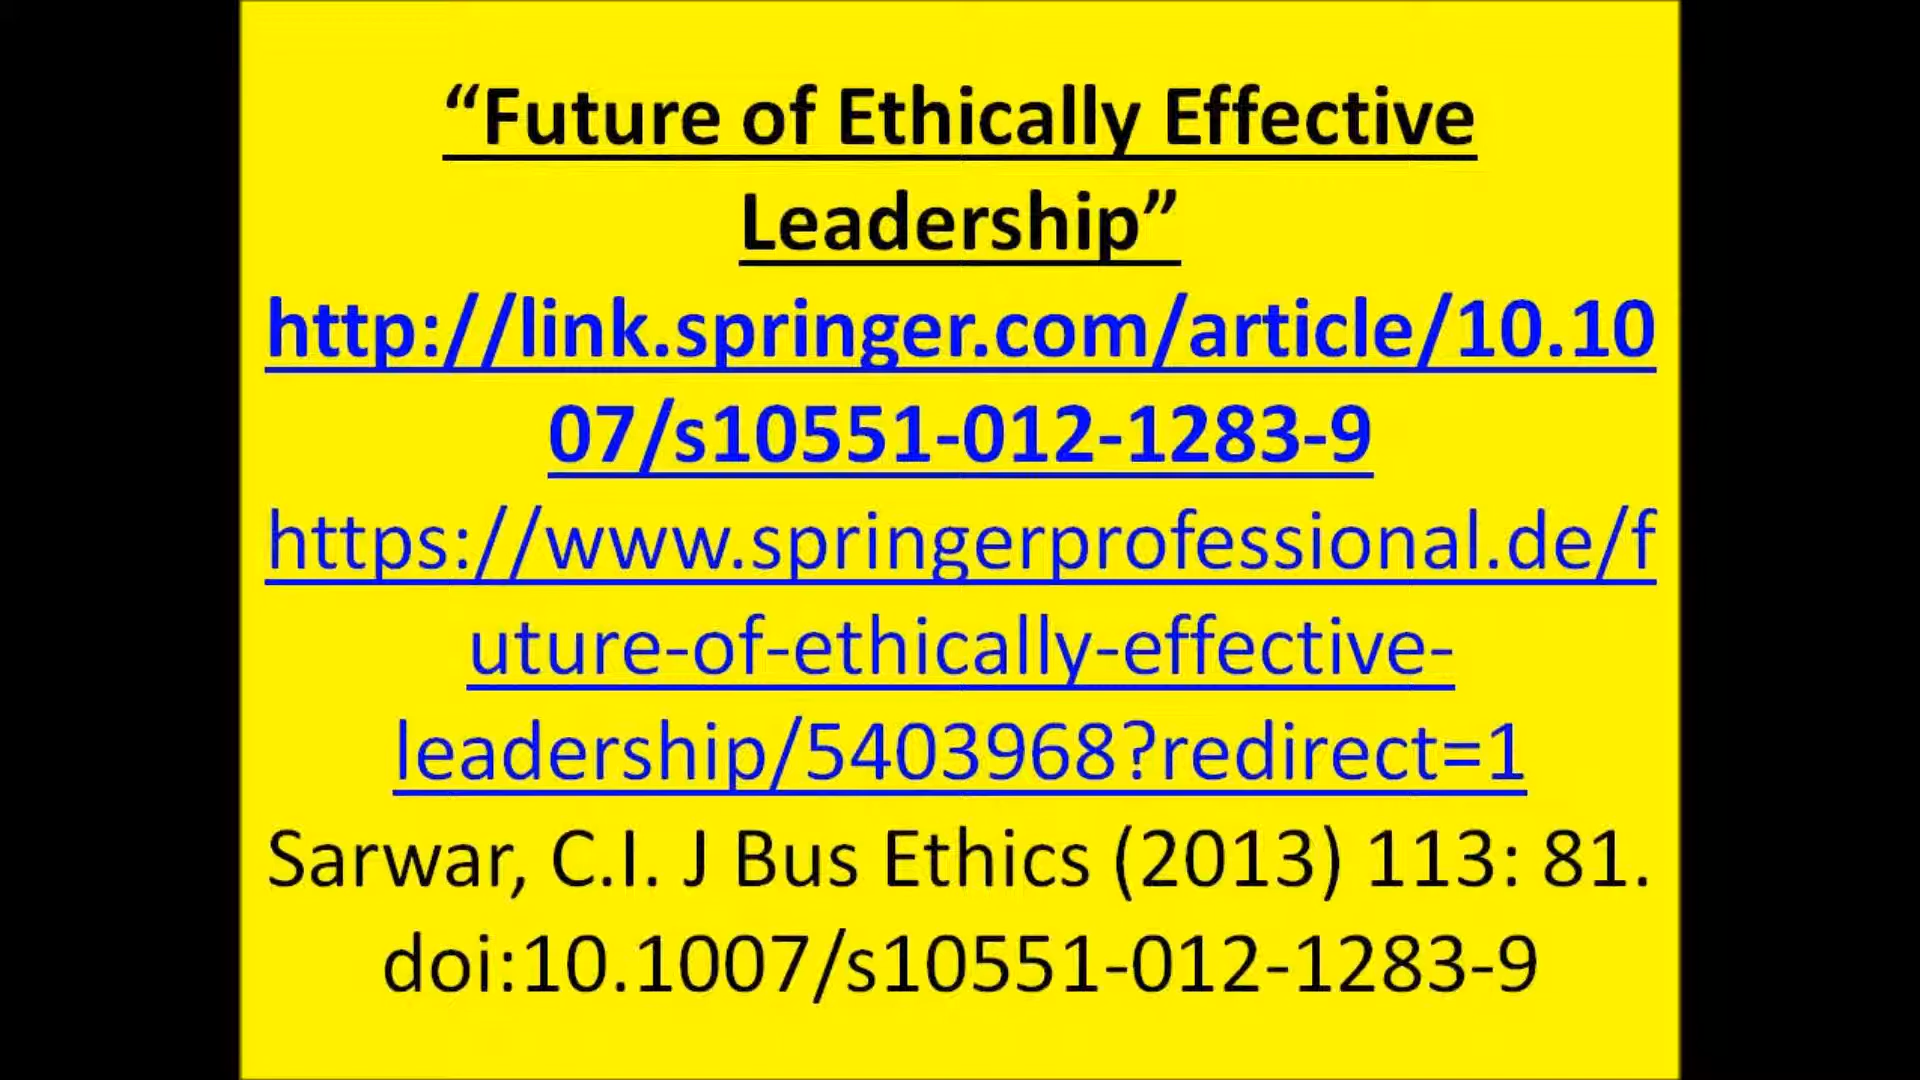 “Future of Ethically Effective
Leadership”
http://link.springer.com/article/10.10
07/s10551-012-1283-9
https://www.springerprofessional.de/f
uture-of-ethically-effective-
leadership/5403968?redirect=1
Sarwar, C.I. J Bus Ethics (2013) 113: 81.
doi:10.1007/s10551-012-1283-9